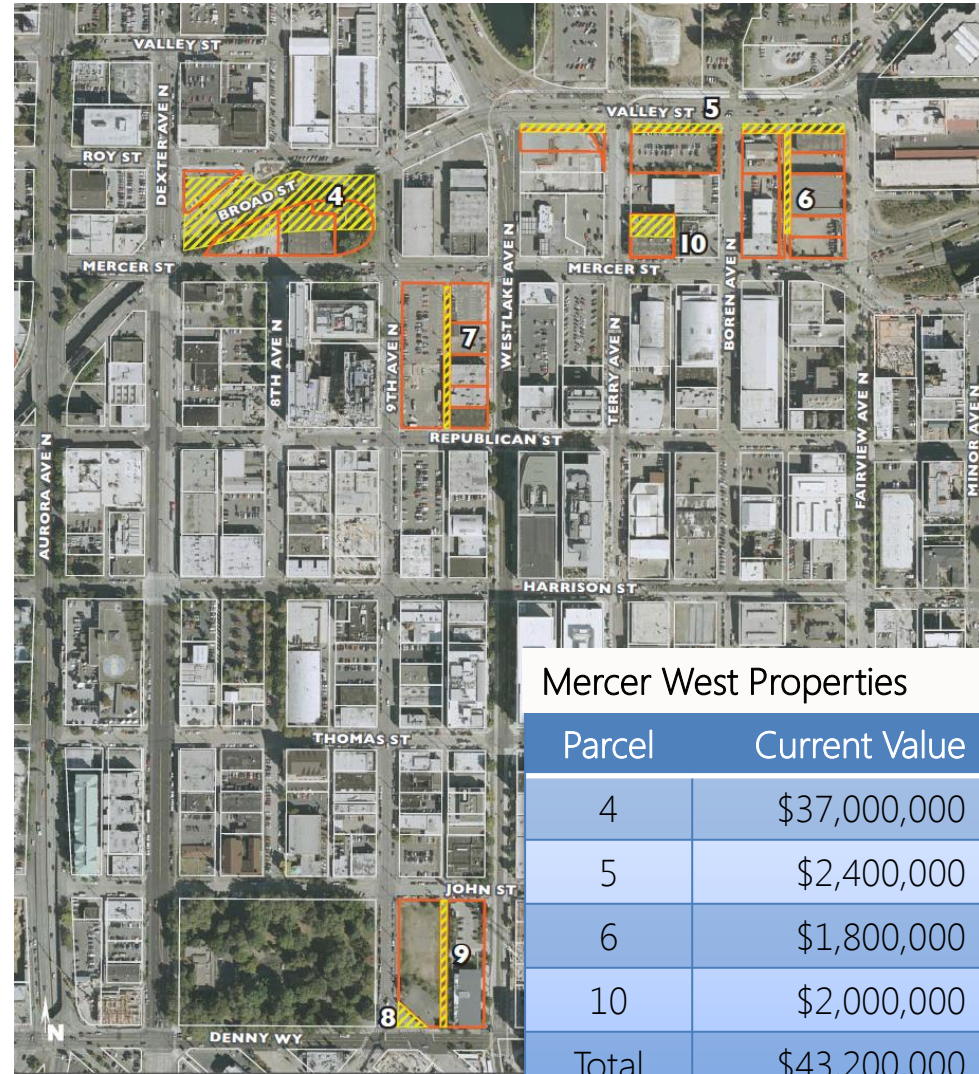 VALLEY ST
DEXTER AVE N
ROY ST
VALLEY ST
5
BROAD ST
4
6
10
MERCER ST
MERCER ST
AURORA AVE N
8TH AVE N
9TH AVE N
7
WESTLAKE AVE N
TERRY AVE N
BOREN AVE N
FAIRVIEW AVE N
MINOR AVE N
REPUBLICAN ST
HARRISON ST
THOMAS ST
JOHN ST
9
8
DENNY WY
N
Mercer West Properties
Parcel Current Value
4 $37,000,000
5 $2,400,000
6 $1,800,000
10 $2,000,000
Total $43,200,000